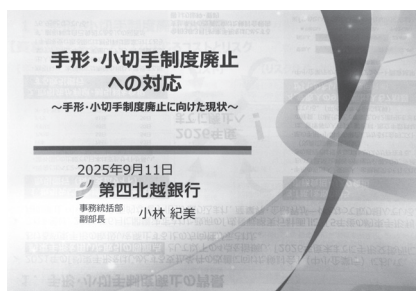 手形・小切手制度廃止
への対応
～手形・小切手制度廃止に向けた現状～
2025年9月11日
第四北越銀行
事務統括部
副部長 小林 紀美